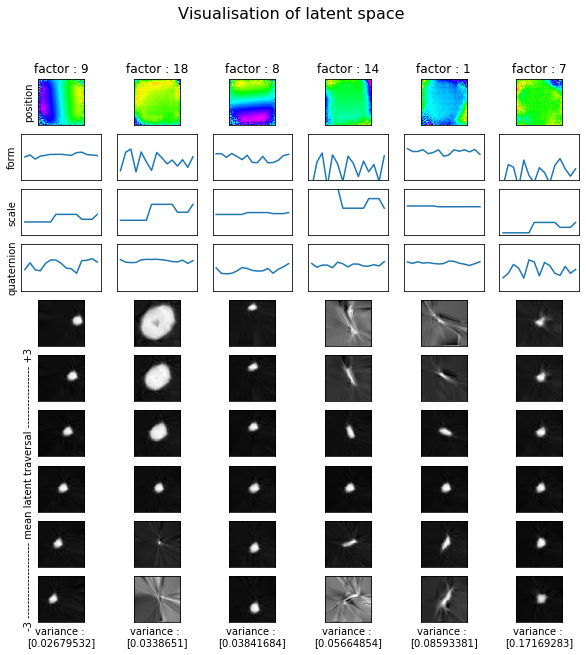 Visualisation of latent space
factor : 9 factor : 18 factor : 8 factor : 14 factor : 1 factor : 7
position
form
scale
quaternion
-3 ------------------------ mean latent traversal ------------------------ +3
variance : variance : variance : variance : variance : variance :
[0.02679532] [0.0338651] [0.03841684] [0.05664854] [0.08593381] [0.17169283]